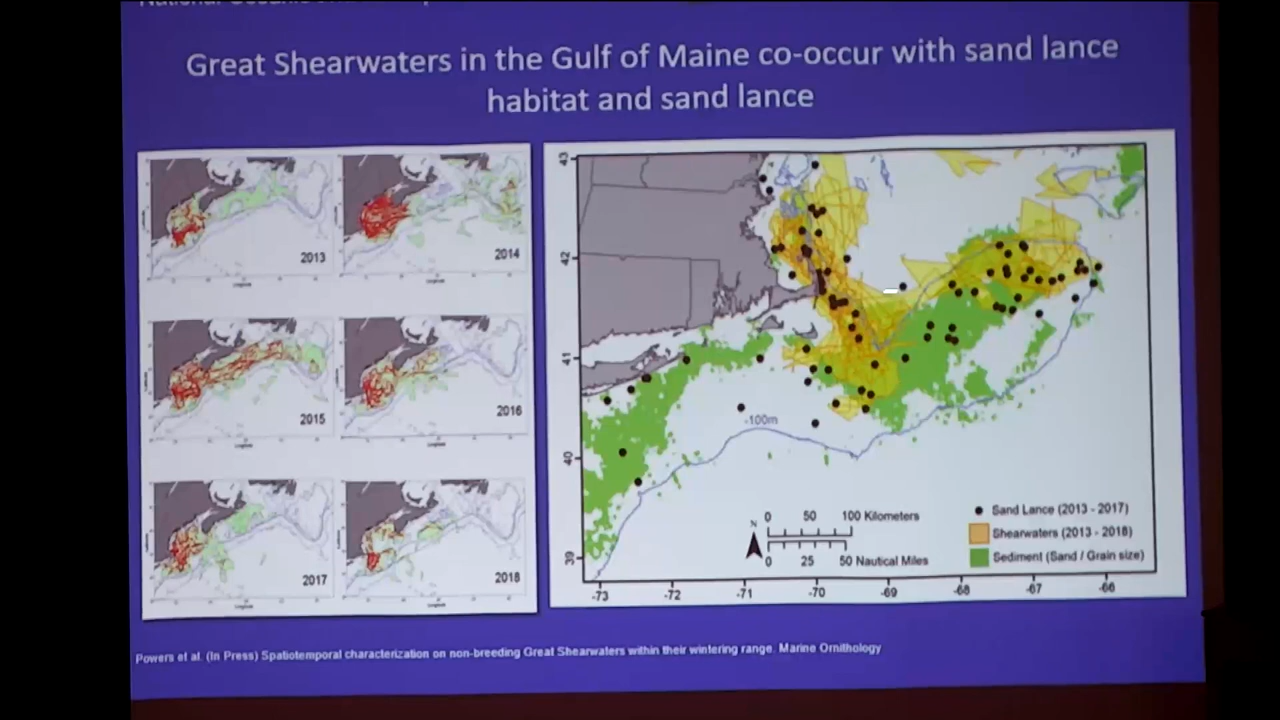 Great Shearwaters in the Gulf of Maine co-occur with sand lance
habitat and sand lance
2013
2014
2015
2016
2017
2018
43
42
41
40
39
-100m
N
0 50 100 Kilometers
0 25 50 Nautical Miles
Sand Lance (2013 - 2017)
Shearwaters (2013 - 2018)
Sediment (Sand / Grain size)
-73 -72 -71 -70 -69 -68 -67 -66
Powers et al. (In Press) Spatiotemporal characterization on non-breeding Great Shearwaters within their wintering range. Marine Ornithology